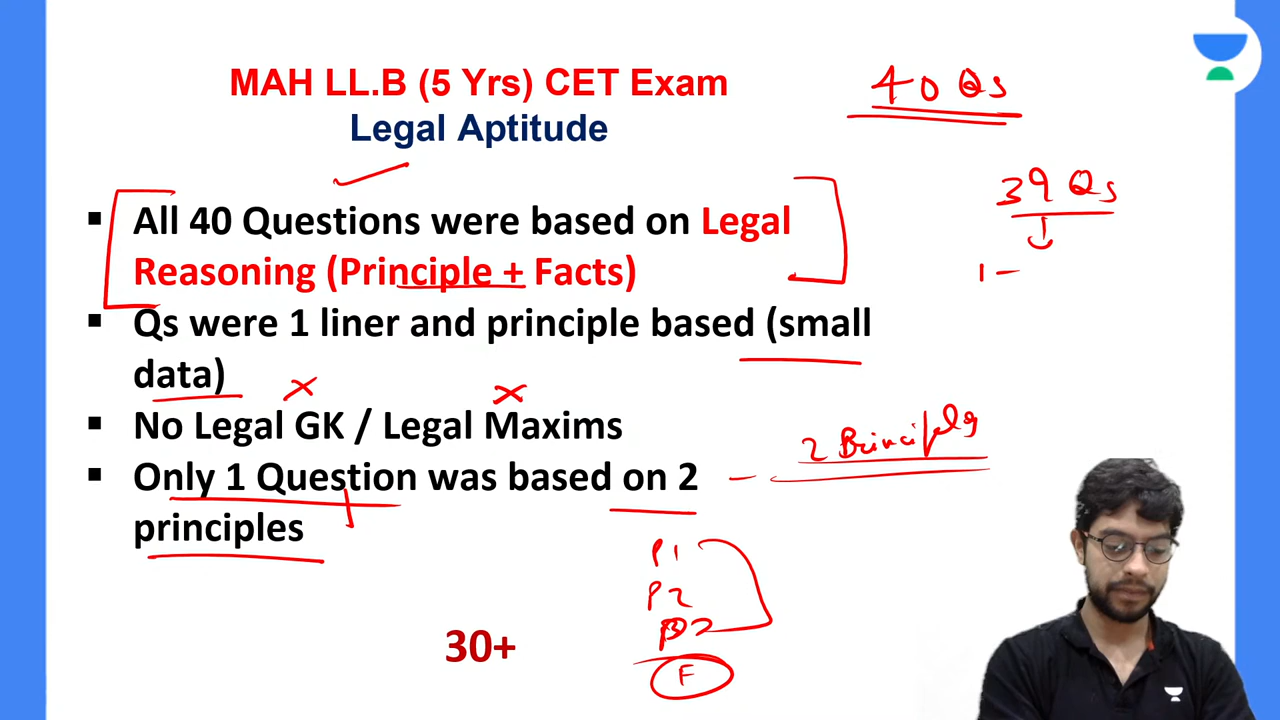 MAH LL.B (5 Yrs) CET Exam
40 Qs
Legal Aptitude
39 Qs
1 –
▪ All 40 Questions were based on Legal
Reasoning (Principle + Facts)
▪ Qs were 1 liner and principle based (small
data)
▪ No Legal GK / Legal Maxims
▪ Only 1 Question was based on 2
principles
– 2 Principles
P1
P2
F
30+